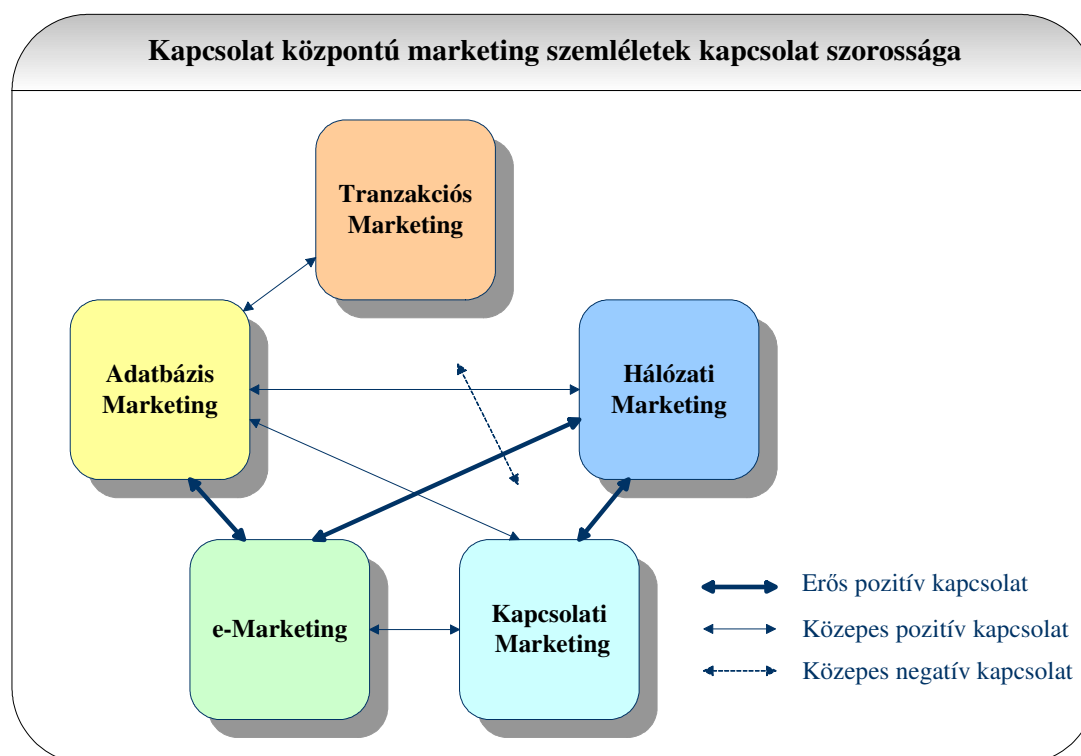 Kapcsolat központú marketing szemléletek kapcsolat szorossága
Tranzakciós
Marketing
Adatbázis
Marketing
Hálózati
Marketing
e-Marketing
Kapcsolati
Marketing
Erős pozitív kapcsolat
Közepes pozitív kapcsolat
Közepes negatív kapcsolat